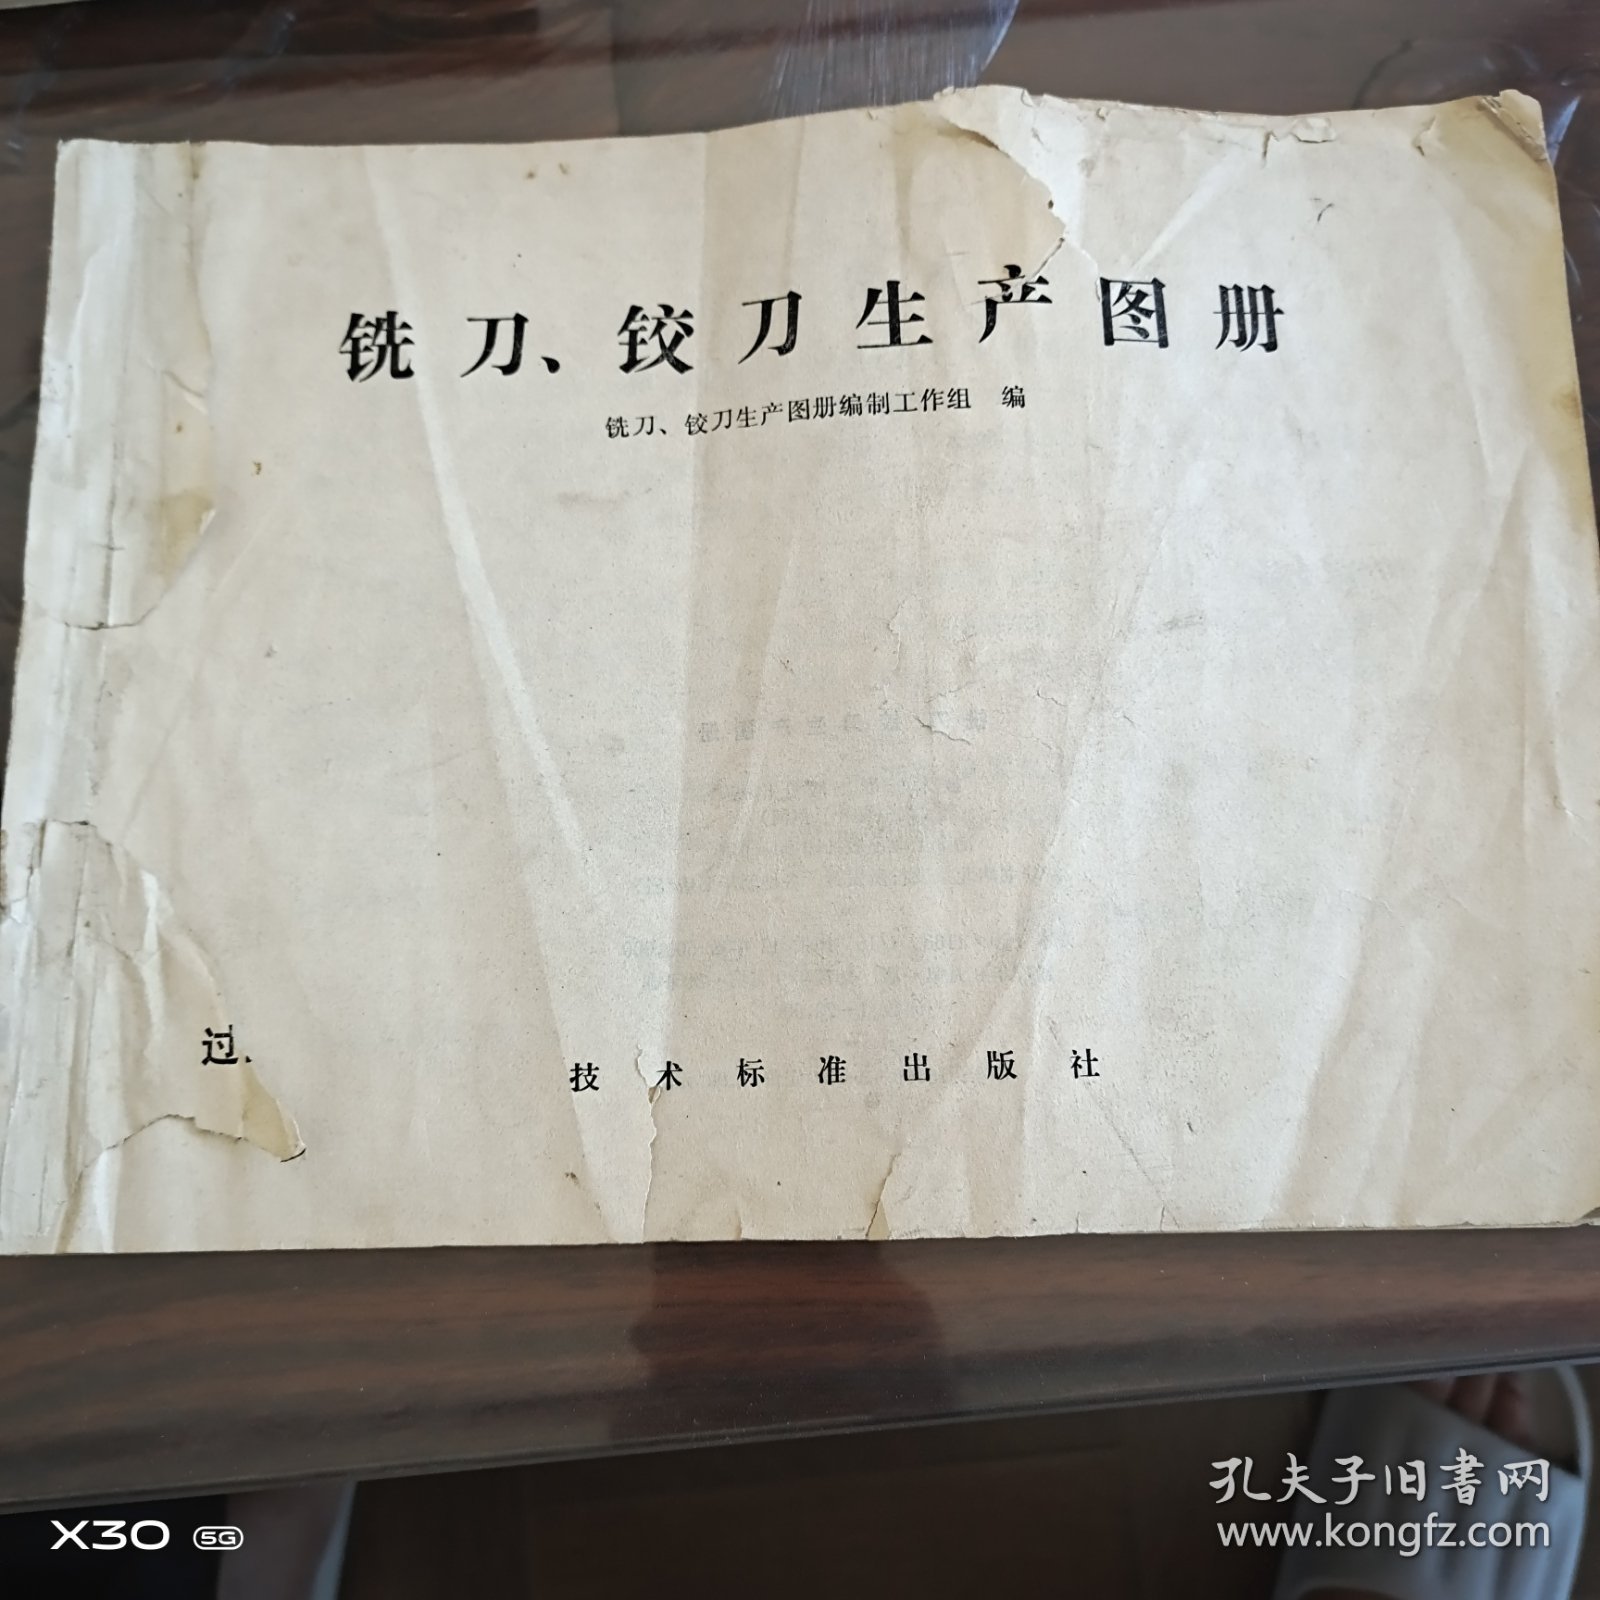 铣刀、铰刀生产图册
铣刀、铰刀生产图册编制工作组 编
过
技术标准出版社
孔夫子旧书网
www.kongfz.com
X30 5G